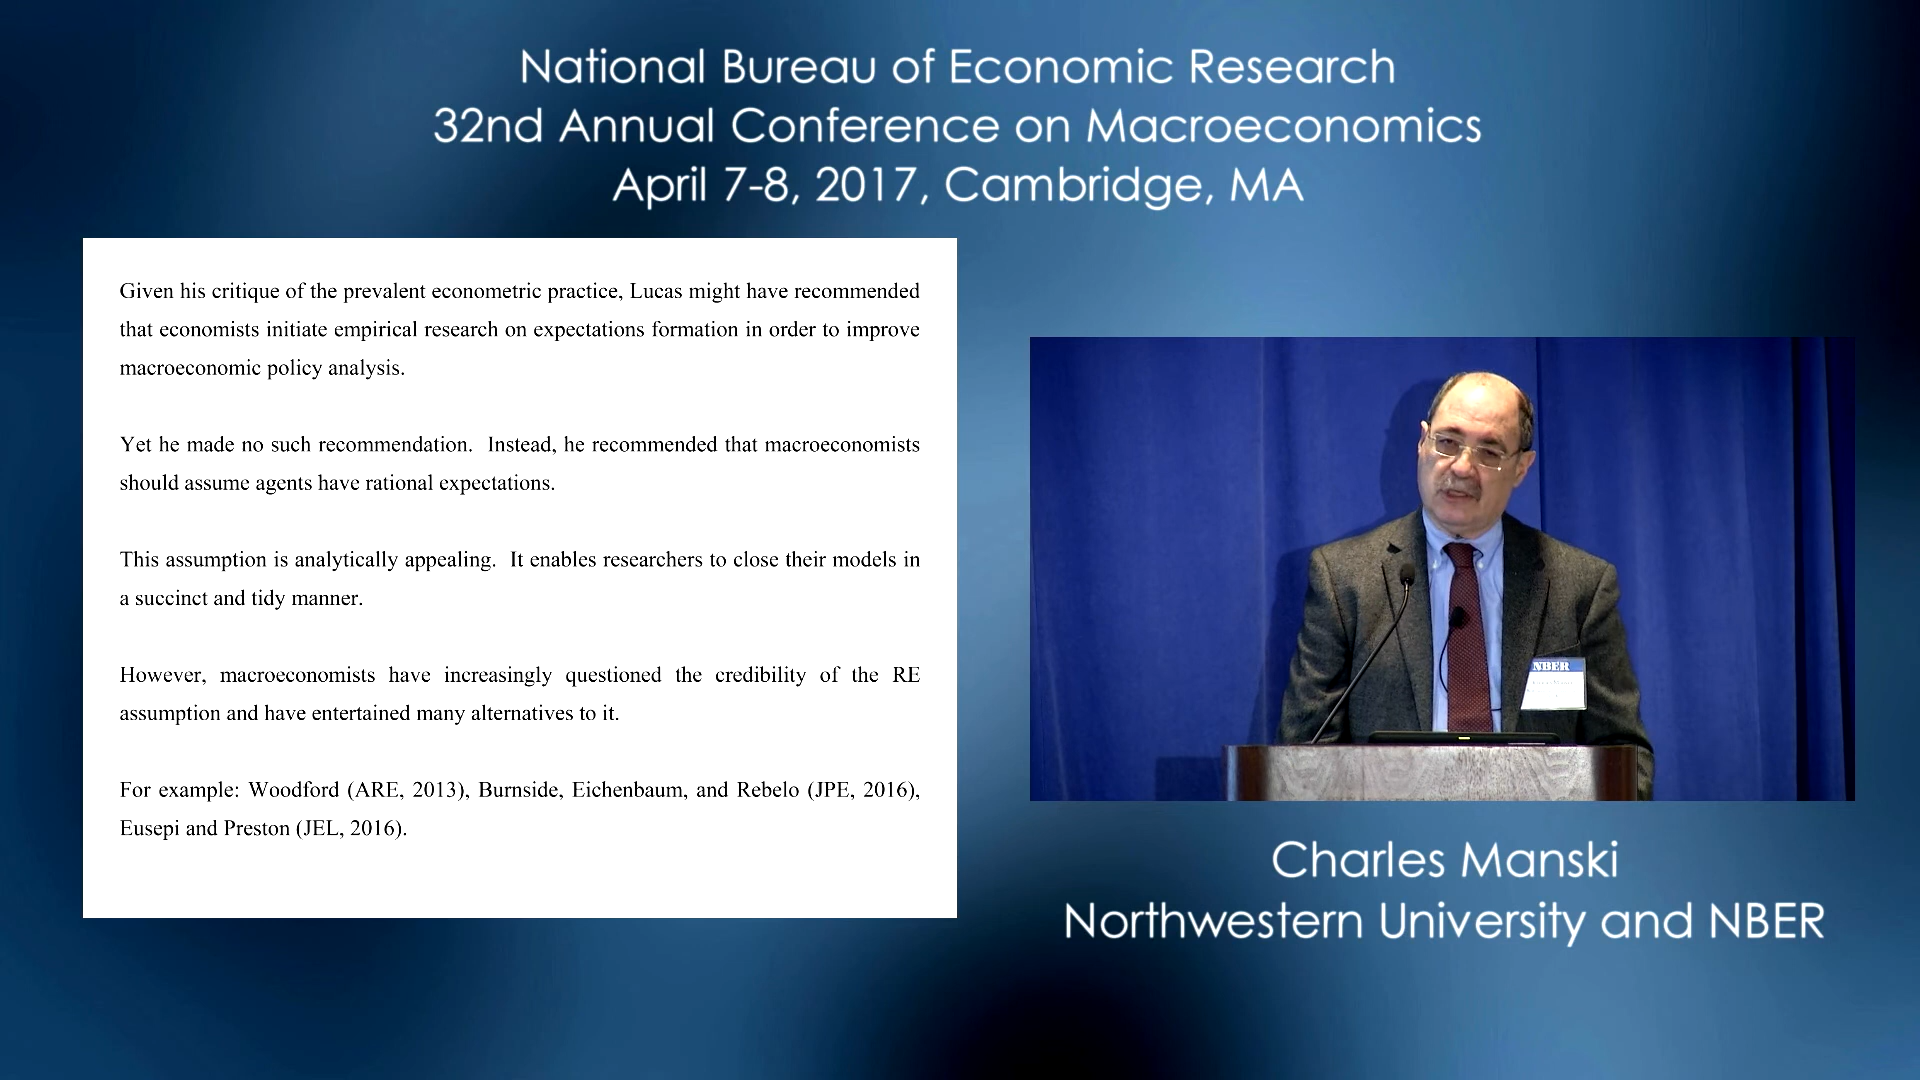 National Bureau of Economic Research
32nd Annual Conference on Macroeconomics
April 7-8, 2017, Cambridge, MA
Given his critique of the prevalent econometric practice, Lucas might have recommended
that economists initiate empirical research on expectations formation in order to improve
macroeconomic policy analysis.
Yet he made no such recommendation. Instead, he recommended that macroeconomists
should assume agents have rational expectations.
This assumption is analytically appealing. It enables researchers to close their models in
a succinct and tidy manner.
However, macroeconomists have increasingly questioned the credibility of the RE
assumption and have entertained many alternatives to it.
For example: Woodford (ARE, 2013), Burnside, Eichenbaum, and Rebelo (JPE, 2016),
Eusepi and Preston (JEL, 2016).
NBER
Charles Manski
Northwestern University and NBER